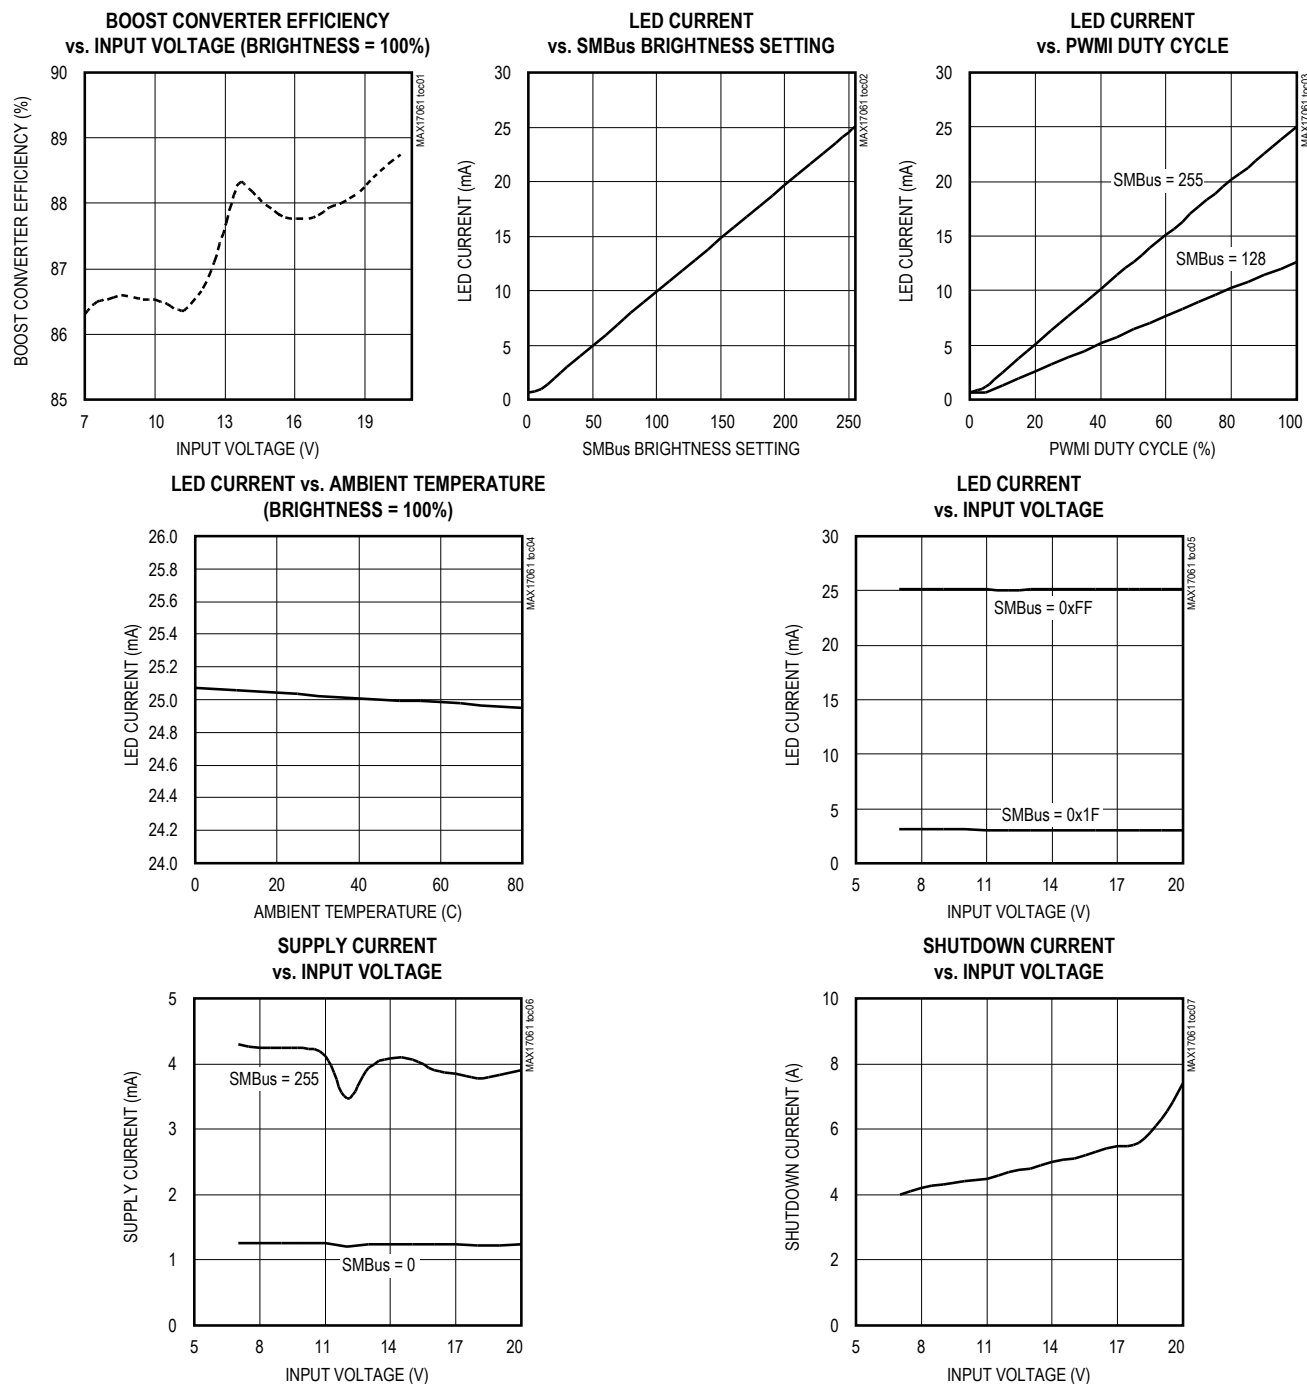 BOOST CONVERTER EFFICIENCY
vs. INPUT VOLTAGE (BRIGHTNESS = 100%)
BOOST CONVERTER EFFICIENCY (%)
90
89
88
87
86
85
7 10 13 16 19
INPUT VOLTAGE (V)
MAX17061 toc01
LED CURRENT
vs. SMBus BRIGHTNESS SETTING
LED CURRENT (mA)
30
25
20
15
10
5
0
0 50 100 150 200 250
SMBus BRIGHTNESS SETTING
MAX17061 toc02
LED CURRENT
vs. PWMI DUTY CYCLE
LED CURRENT (mA)
30
25
20
15
10
5
0
SMBus = 255
SMBus = 128
0 20 40 60 80 100
PWMI DUTY CYCLE (%)
MAX17061 toc03
LED CURRENT vs. AMBIENT TEMPERATURE
(BRIGHTNESS = 100%)
LED CURRENT (mA)
26.0
25.8
25.6
25.4
25.2
25.0
24.8
24.6
24.4
24.2
24.0
0 20 40 60 80
AMBIENT TEMPERATURE (C)
MAX17061 toc04
LED CURRENT
vs. INPUT VOLTAGE
LED CURRENT (mA)
30
25
20
15
10
5
0
SMBus = 0xFF
SMBus = 0x1F
5 8 11 14 17 20
INPUT VOLTAGE (V)
MAX17061 toc05
SUPPLY CURRENT
vs. INPUT VOLTAGE
SUPPLY CURRENT (mA)
5
4
3
2
1
0
SMBus = 255
SMBus = 0
5 8 11 14 17 20
INPUT VOLTAGE (V)
MAX17061 toc06
SHUTDOWN CURRENT
vs. INPUT VOLTAGE
SHUTDOWN CURRENT (A)
10
8
6
4
2
0
5 8 11 14 17 20
INPUT VOLTAGE (V)
MAX17061 toc07